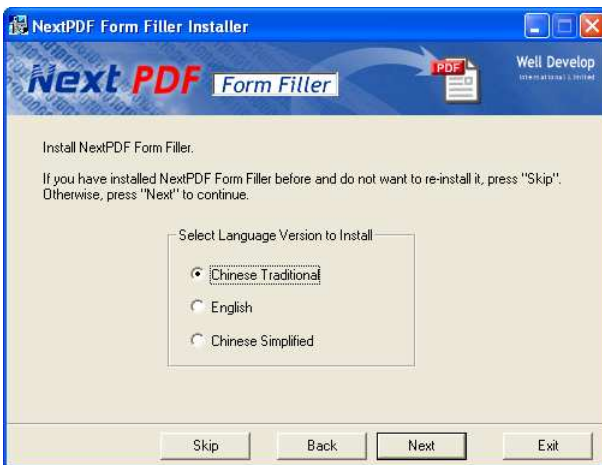 NextPDF Form Filler Installer
Next PDF Form Filler
PDF
Well Develop
International Limited
Install NextPDF Form Filler.
If you have installed NextPDF Form Filler before and do not want to re-install it, press "Skip".
Otherwise, press "Next" to continue.
Select Language Version to Install
Chinese Traditional
English
Chinese Simplified
Skip Back Next Exit